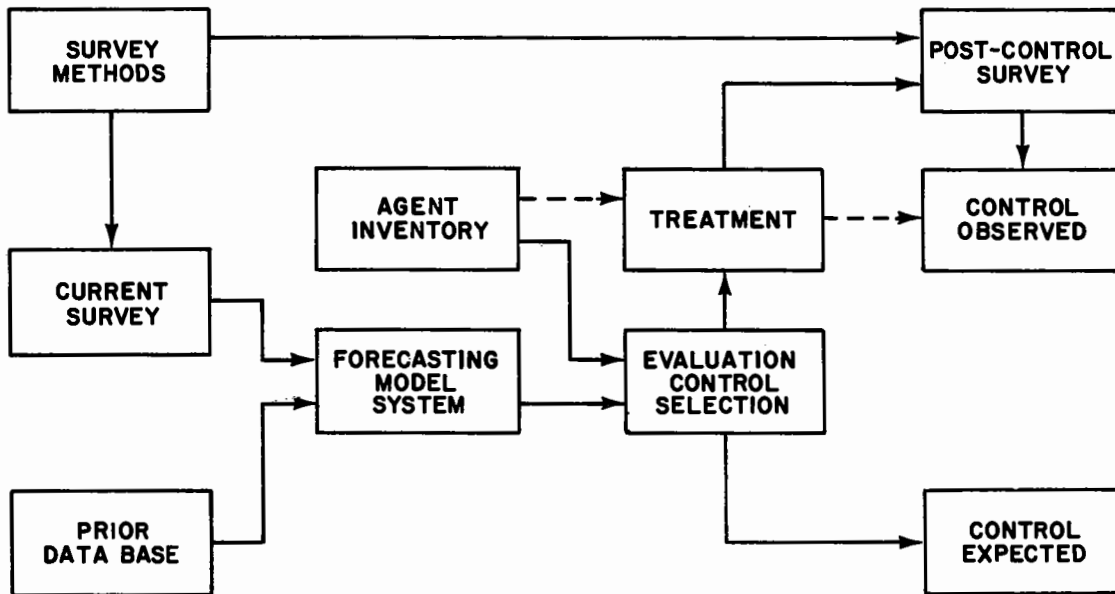 SURVEY
METHODS
POST-CONTROL
SURVEY
AGENT
INVENTORY
TREATMENT
CONTROL
OBSERVED
CURRENT
SURVEY
FORECASTING
MODEL
SYSTEM
EVALUATION
CONTROL
SELECTION
PRIOR
DATA BASE
CONTROL
EXPECTED